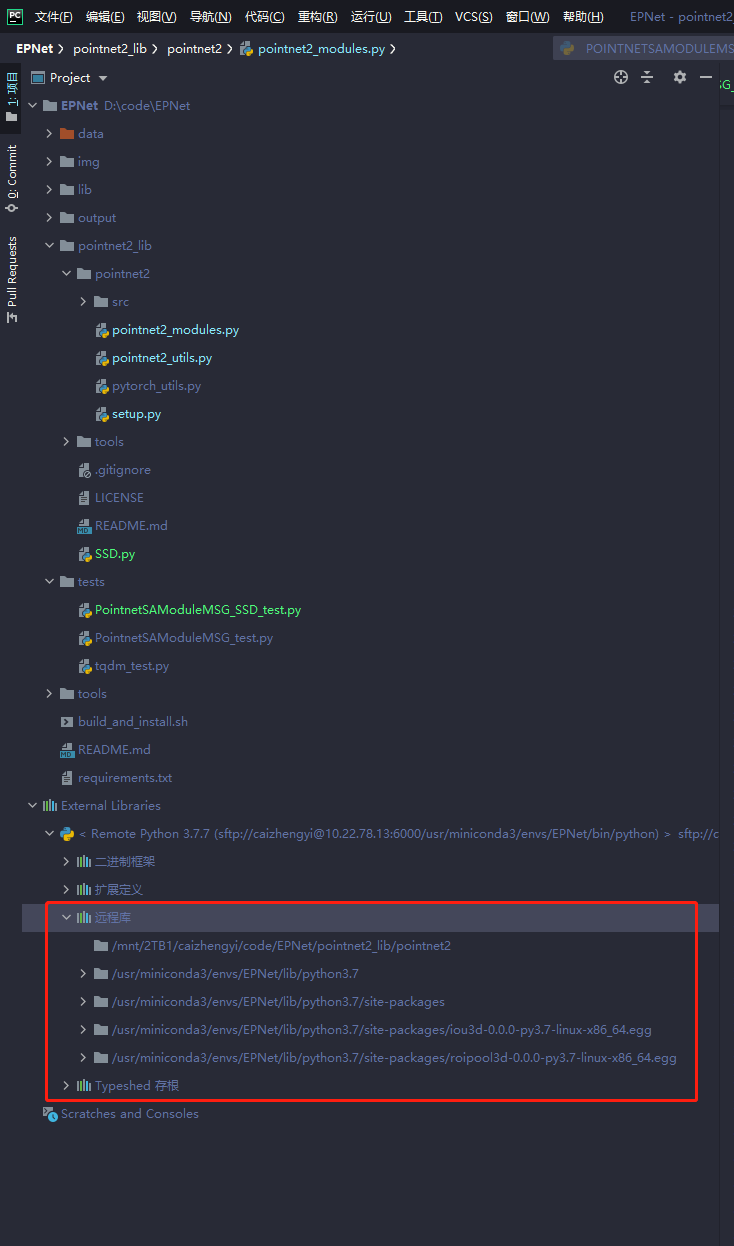 PC 文件(F) 编辑(E) 视图(V) 导航(N) 代码(C) 重构(R) 运行(U) 工具(T) VCS(S) 窗口(W) 帮助(H) EPNet - pointnet2
EPNet pointnet2_lib pointnet2 pointnet2_modules.py POINTNETSAMODULEMS
1: 项目
0: Commit
Pull Requests
Project
EPNet D:\code\EPNet
data
img
lib
output
pointnet2_lib
pointnet2
src
pointnet2_modules.py
pointnet2_utils.py
pytorch_utils.py
setup.py
tools
.gitignore
LICENSE
README.md
SSD.py
tests
PointnetSAModuleMSG_SSD_test.py
PointnetSAModuleMSG_test.py
tqdm_test.py
tools
build_and_install.sh
README.md
requirements.txt
External Libraries
< Remote Python 3.7.7 (sftp://caizhengyi@10.22.78.13:6000/usr/miniconda3/envs/EPNet/bin/python) > sftp://c
二进制框架
扩展定义
远程库
/mnt/2TB1/caizhengyi/code/EPNet/pointnet2_lib/pointnet2
/usr/miniconda3/envs/EPNet/lib/python3.7
/usr/miniconda3/envs/EPNet/lib/python3.7/site-packages
/usr/miniconda3/envs/EPNet/lib/python3.7/site-packages/iou3d-0.0.0-py3.7-linux-x86_64.egg
/usr/miniconda3/envs/EPNet/lib/python3.7/site-packages/roipool3d-0.0.0-py3.7-linux-x86_64.egg
Typeshed 存根
Scratches and Consoles